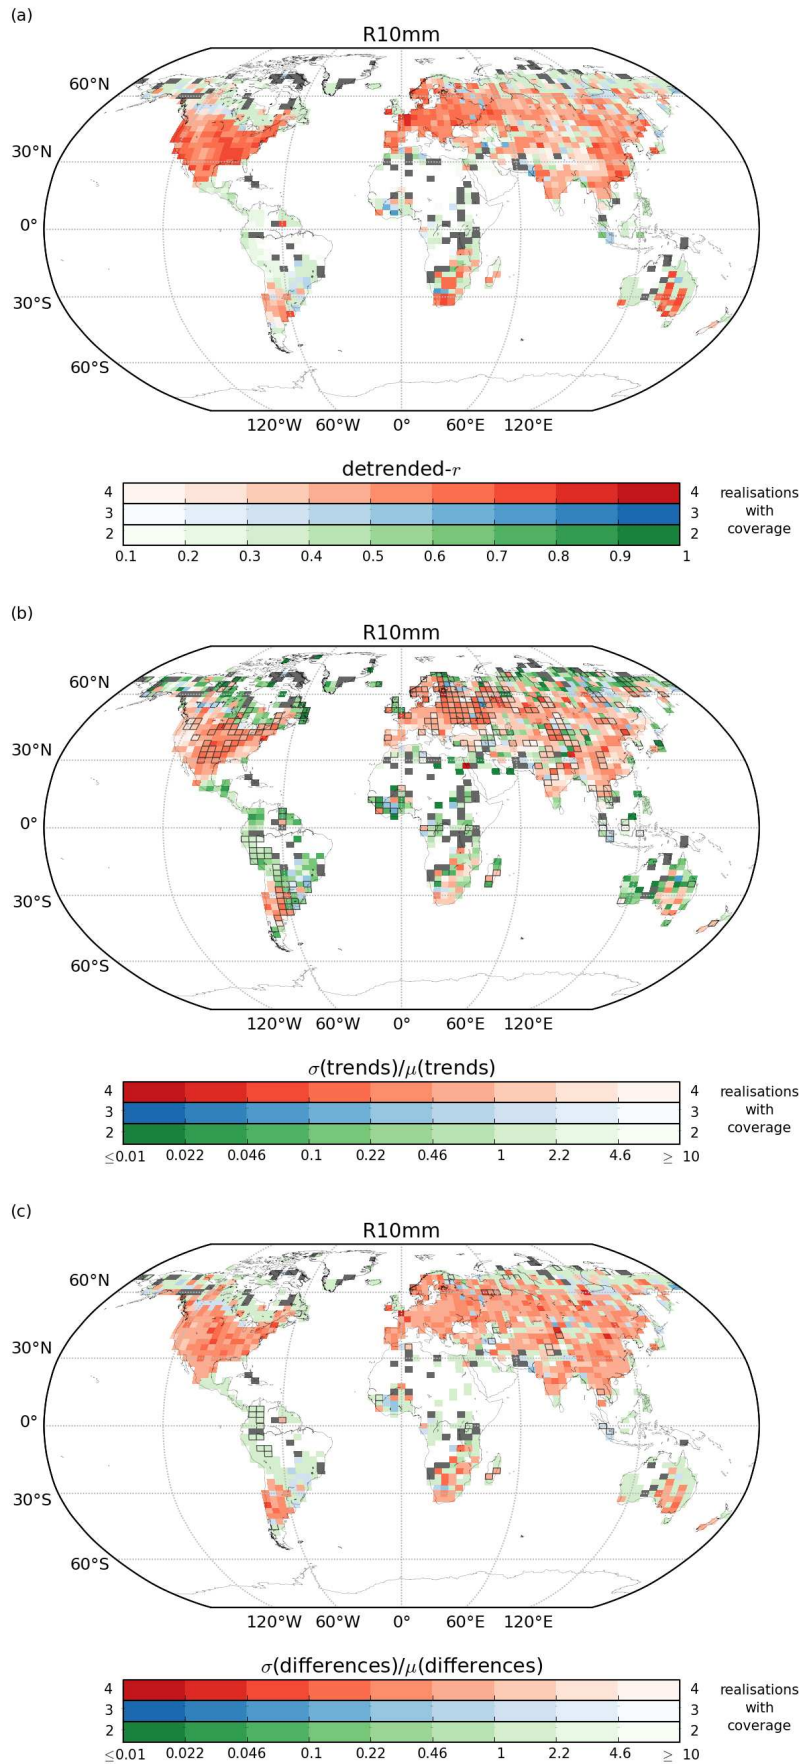 (a)
R10mm
60°N
30°N
0°
30°S
60°S
120°W 60°W 0° 60°E 120°E
detrended-r
4 4 realisations
3 3 with
2 2 coverage
0.1 0.2 0.3 0.4 0.5 0.6 0.7 0.8 0.9 1
(b)
R10mm
60°N
30°N
0°
30°S
60°S
120°W 60°W 0° 60°E 120°E
σ(trends)/μ(trends)
4 4 realisations
3 3 with
2 2 coverage
≤0.01 0.022 0.046 0.1 0.22 0.46 1 2.2 4.6 ≥ 10
(c)
R10mm
60°N
30°N
0°
30°S
60°S
120°W 60°W 0° 60°E 120°E
σ(differences)/μ(differences)
4 4 realisations
3 3 with
2 2 coverage
≤0.01 0.022 0.046 0.1 0.22 0.46 1 2.2 4.6 ≥ 10